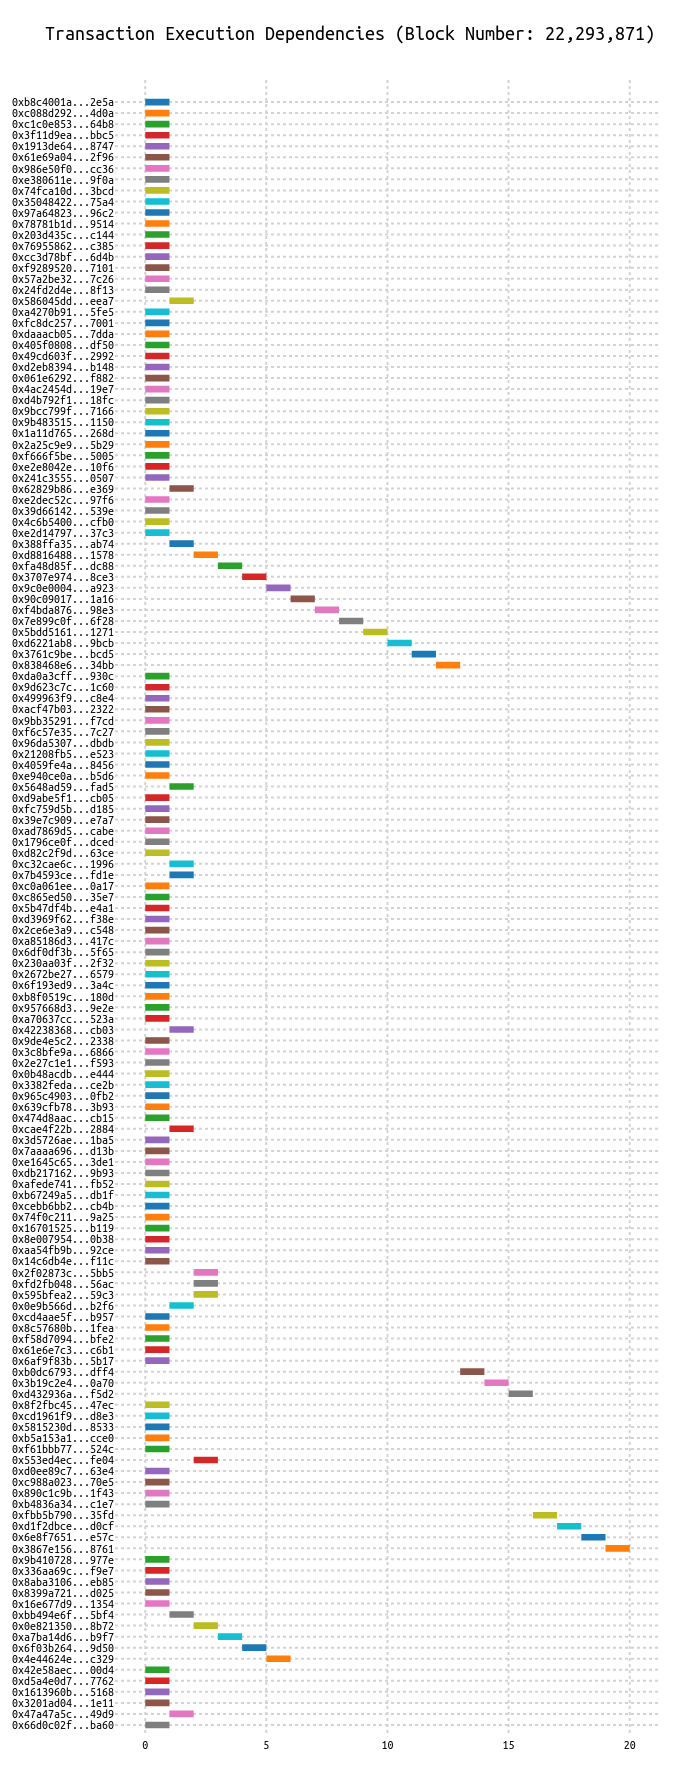 Transaction Execution Dependencies (Block Number: 22,293,871)
0xb8c4001a...2e5a
0xc088d292...4d0a
0xc1c0e853...64b8
0x3f11d9ea...bbc5
0x1913de64...8747
0x61e69a04...2f96
0x986e50f0...cc36
0xe380611e...9f0a
0x74fca10d...3bcd
0x35048422...75a4
0x97a64823...96c2
0x78781b1d...9514
0x203d435c...c144
0x76955862...c385
0xcc3d78bf...6d4b
0xf9289520...7101
0x57a2be32...7c26
0x24fd2d4e...8f13
0x586045dd...eea7
0xa4270b91...5fe5
0xfc8dc257...7001
0xdaaacb05...7dda
0x405f0808...df50
0x49cd603f...2992
0xd2eb8394...b148
0x061e6292...f882
0x4ac2454d...19e7
0xd4b792f1...18fc
0x9bcc799f...7166
0x9b483515...1150
0x1a11d765...268d
0x2a25c9e9...5b29
0xf666f5be...5005
0xe2e8042e...10f6
0x241c3555...0507
0x62829b86...e369
0xe2dec52c...97f6
0x39d66142...539e
0x4c6b5400...cfb0
0xe2d14797...37c3
0x388ffa35...ab74
0xd8816488...1578
0xfa48d85f...dc88
0x3707e974...8ce3
0x9c0e0004...a923
0x90c09017...1a16
0xf4bda876...98e3
0x7e899c0f...6f28
0x5bdd5161...1271
0xd6221ab8...9bcb
0x3761c9be...bcd5
0x838468e6...34bb
0xda0a3cff...930c
0x9d623c7c...1c60
0x499963f9...c8e4
0xacf47b03...2322
0x9bb35291...f7cd
0xf6c57e35...7c27
0x96da5307...dbdb
0x21208fb5...e523
0x4059fe4a...8456
0xe940ce0a...b5d6
0x5648ad59...fad5
0xd9abe5f1...cb05
0xfc759d5b...d185
0x39e7c909...e7a7
0xad7869d5...cabe
0x1796ce0f...dced
0xd82c2f9d...63ce
0xc32cae6c...1996
0x7b4593ce...fd1e
0xc0a061ee...0a17
0xc865ed50...35e7
0x5b47df4b...e4a1
0xd3969f62...f38e
0x2ce6e3a9...c548
0xa85186d3...417c
0x6df0df3b...5f65
0x230aa03f...2f32
0x2672be27...6579
0x6f193ed9...3a4c
0xb8f0519c...180d
0x957668d3...9e2e
0xa70637cc...523a
0x42238368...cb03
0x9de4e5c2...2338
0x3c8bfe9a...6866
0x2e27c1e1...f593
0x0b48acdb...e444
0x3382feda...ce2b
0x965c4903...0fb2
0x639cfb78...3b93
0x474d8aac...cb15
0xcae4f22b...2884
0x3d5726ae...1ba5
0x7aaaa696...d13b
0xe1645c65...3de1
0xdb217162...9b93
0xafede741...fb52
0xb67249a5...db1f
0xcebb6bb2...cb4b
0x74f0c211...9a25
0x16701525...b119
0x8e007954...0b38
0xaa54fb9b...92ce
0x14c6db4e...f11c
0x2f02873c...5bb5
0xfd2fb048...56ac
0x595bfea2...59c3
0x0e9b566d...b2f6
0xcd4aae5f...b957
0x8c57680b...1fea
0xf58d7094...bfe2
0x61e6e7c3...c6b1
0x6af9f83b...5b17
0xb0dc6793...dff4
0x3b19c2e4...0a70
0xd432936a...f5d2
0x8f2fbc45...47ec
0xcd1961f9...d8e3
0x5815230d...8533
0xb5a153a1...cce0
0xf61bbb77...524c
0x553ed4ec...fe04
0xd0ee89c7...63e4
0xc988a023...70e5
0x890c1c9b...1f43
0xb4836a34...c1e7
0xfbb5b790...35fd
0xd1f2dbce...d0cf
0x6e8f7651...e57c
0x3867e156...8761
0x9b410728...977e
0x336aa69c...f9e7
0x8aba3106...eb85
0x8399a721...d025
0x16e677d9...1354
0xbb494e6f...5bf4
0x0e821350...8b72
0xa7ba14d6...b9f7
0x6f03b264...9d50
0x4e44624e...c329
0x42e58aec...00d4
0xd5a4e0d7...7762
0x1613960b...5168
0x3201ad04...1e11
0x47a47a5c...49d9
0x66d0c02f...ba60
0 5 10 15 20